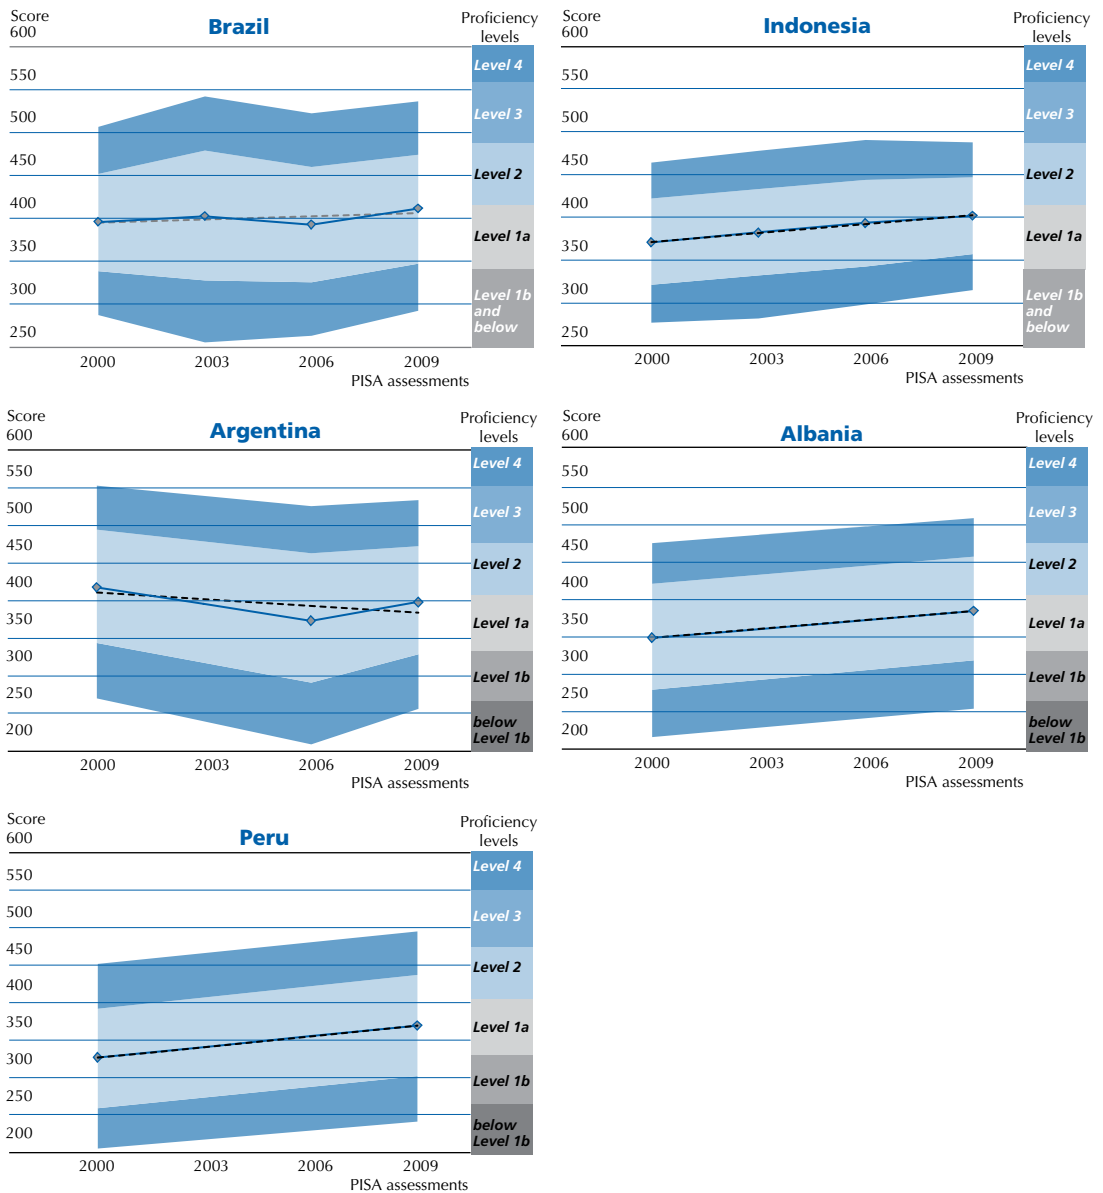 Score
600
Brazil
Proficiency
levels
550
500
450
400
350
300
250
Level 4
Level 3
Level 2
Level 1a
Level 1b
and
below
2000 2003 2006 2009
PISA assessments
Score
600
Indonesia
Proficiency
levels
550
500
450
400
350
300
250
Level 4
Level 3
Level 2
Level 1a
Level 1b
and
below
2000 2003 2006 2009
PISA assessments
Score
600
Argentina
Proficiency
levels
550
500
450
400
350
300
250
200
Level 4
Level 3
Level 2
Level 1a
Level 1b
below
Level 1b
2000 2003 2006 2009
PISA assessments
Score
600
Albania
Proficiency
levels
550
500
450
400
350
300
250
200
Level 4
Level 3
Level 2
Level 1a
Level 1b
below
Level 1b
2000 2003 2006 2009
PISA assessments
Score
600
Peru
Proficiency
levels
550
500
450
400
350
300
250
200
Level 4
Level 3
Level 2
Level 1a
Level 1b
below
Level 1b
2000 2003 2006 2009
PISA assessments